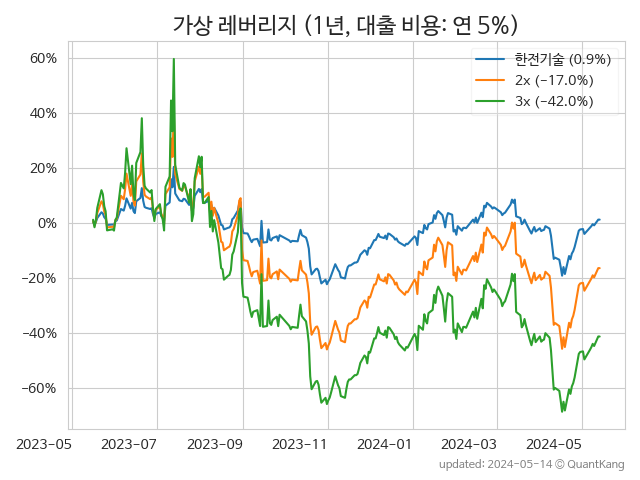 가상 레버리지 (1년, 대출 비용: 연 5%)
한전기술 (0.9%)
2x (−17.0%)
3x (−42.0%)
60%
40%
20%
0%
−20%
−40%
−60%
2023-05 2023-07 2023-09 2023-11 2024-01 2024-03 2024-05
updated: 2024-05-14 ⓒ QuantKang